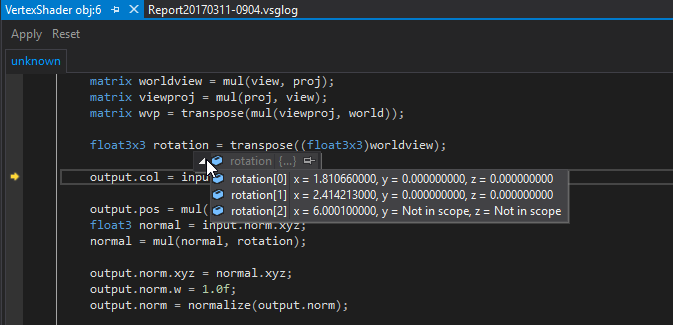 VertexShader obj:6 Report20170311-0904.vsglog
Apply Reset
unknown
matrix worldview = mul(view, proj);
matrix viewproj = mul(proj, view);
matrix wvp = transpose(mul(viewproj, world));
float3x3 rotation = transpose((float3x3)worldview);
rotation {...}
output.col = inpu
rotation[0] x = 1.810660000, y = 0.000000000, z = 0.000000000
rotation[1] x = 2.414213000, y = 0.000000000, z = 0.000000000
rotation[2] x = 6.000100000, y = Not in scope, z = Not in scope
output.pos = mul(
float3 normal = input.norm.xyz;
normal = mul(normal, rotation);
output.norm.xyz = normal.xyz;
output.norm.w = 1.0f;
output.norm = normalize(output.norm);